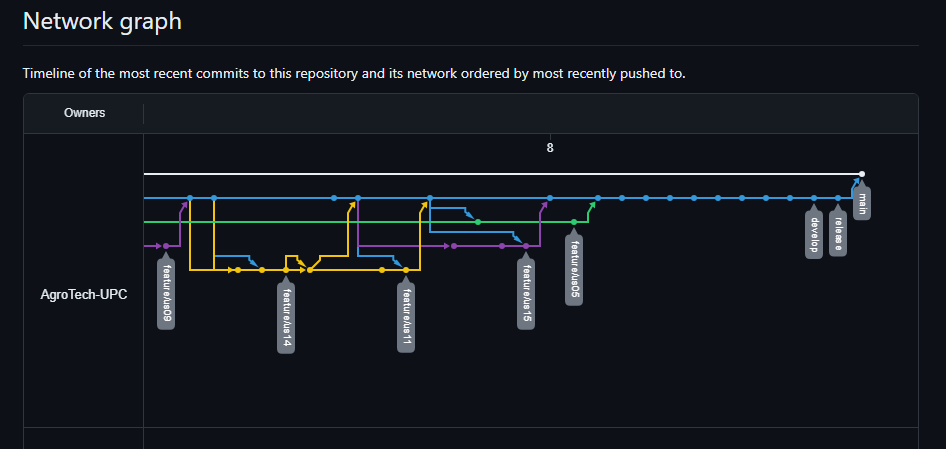 Network graph
Timeline of the most recent commits to this repository and its network ordered by most recently pushed to.
Owners
8
AgroTech-UPC
feature/us09
feature/us14
feature/us11
feature/us15
feature/us05
develop
release
main